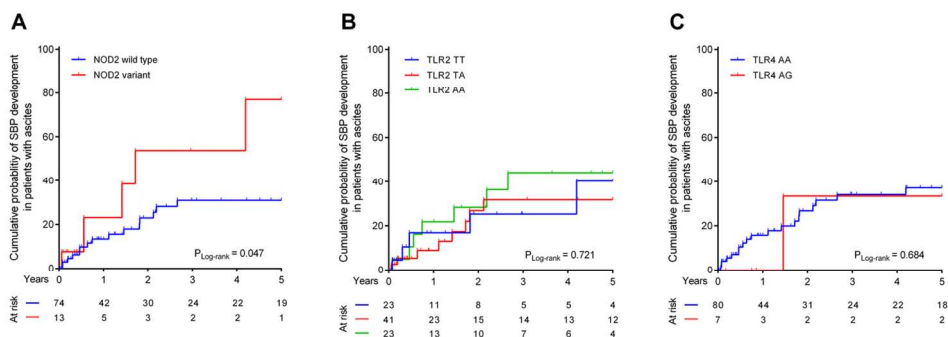 A
Cumulative probablitiy of SBP development
in patients with ascites
100
80
60
40
20
0
NOD2 wild type
NOD2 variant
PLog-rank = 0.047
Years 0 1 2 3 4 5
At risk
74 42 30 24 22 19
13 5 3 2 2 1
B
Cumulative probablitiy of SBP development
in patients with ascites
100
80
60
40
20
0
TLR2 TT
TLR2 TA
TLR2 AA
PLog-rank = 0.721
Years 0 1 2 3 4 5
At risk
23 11 8 5 5 4
41 23 15 14 13 12
23 13 10 7 6 4
C
Cumulative probablitiy of SBP development
in patients with ascites
100
80
60
40
20
0
TLR4 AA
TLR4 AG
PLog-rank = 0.684
Years 0 1 2 3 4 5
At risk
80 44 31 24 22 18
7 3 2 2 2 2